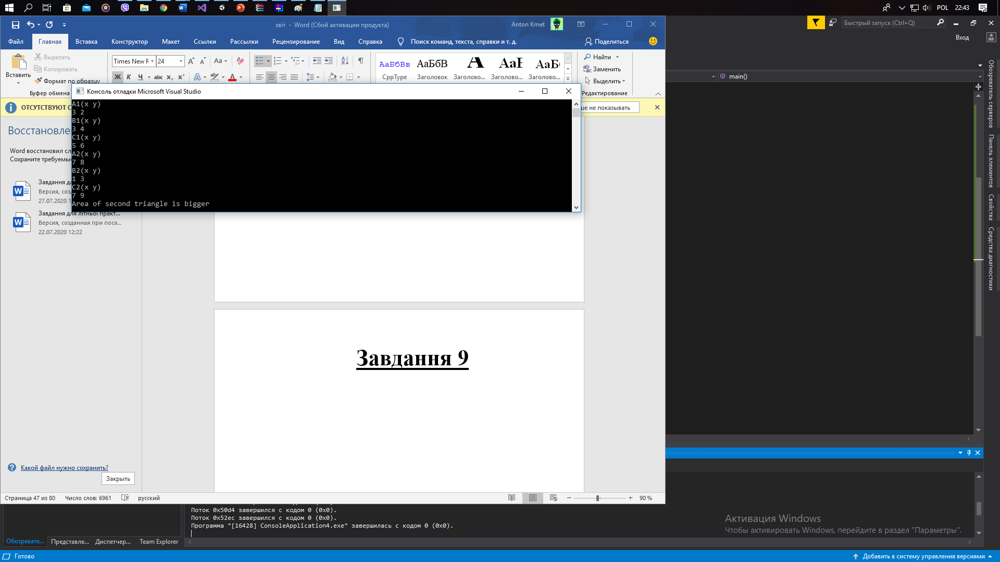 POL
22:43
звіт - Word (Сбой активации продукта)
Anton Kmet
Быстрый запуск (Ctrl+Q)
Вход
Файл Главная Вставка Конструктор Макет Ссылки Рассылки Рецензирование Вид Справка Поиск команд, текста, справки и т. д. Поделиться
Вставить
Вырезать
Копировать
Формат по образцу
Буфер обмена
Times New R 24
Aa
Ж К Ч abc x₂ x²
АаБбВв АаБбВ
CppType Заголовок Заголово... Заголово... Заголово...
Найти
Заменить
Выделить
Редактирование
main()
Консоль отладки Microsoft Visual Studio
A1(x y)
3 2
B1(x y)
3 4
C1(x y)
5 6
A2(x y)
7 8
B2(x y)
1 3
C2(x y)
7 9
Area of second triangle is bigger
ОТСУТСТВУЮТ
не показывать
Word восстановил
Сохраните
Завдання
Версия,
27.07.2020
Завдання для літньої практ...
Версия, созданная при посл...
22.07.2020 12:22
Завдання 9
Какой файл нужно сохранить?
Закрыть
Страница 47 из 80 Число слов: 6961 русский
90 %
Обозреватель серверов
Панель элементов
Свойства
Средства диагностики
Поток 0x50d4 завершился с кодом 0 (0x0).
Поток 0x52ec завершился с кодом 0 (0x0).
Программа "[16428] ConsoleApplication4.exe" завершилась с кодом 0 (0x0).
Активация Windows
Чтобы активировать Windows, перейдите в раздел "Параметры".
Обозревате... Представле... Диспетчер... Team Explorer
Готово
Добавить в систему управления версиями